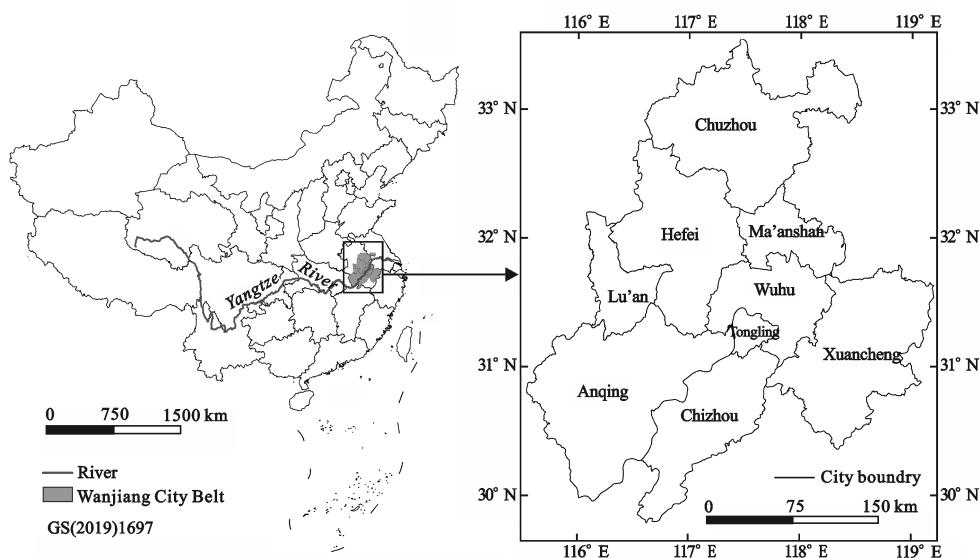 Yangtze River
0 750 1500 km
River
Wanjiang City Belt
GS(2019)1697
116° E 117° E 118° E 119° E
33° N 33° N
32° N 32° N
31° N 31° N
30° N 30° N
Chuzhou
Hefei
Ma'anshan
Lu'an
Wuhu
Tongling
Xuancheng
Anqing
Chizhou
City boundry
0 75 150 km
116° E 117° E 118° E 119° E